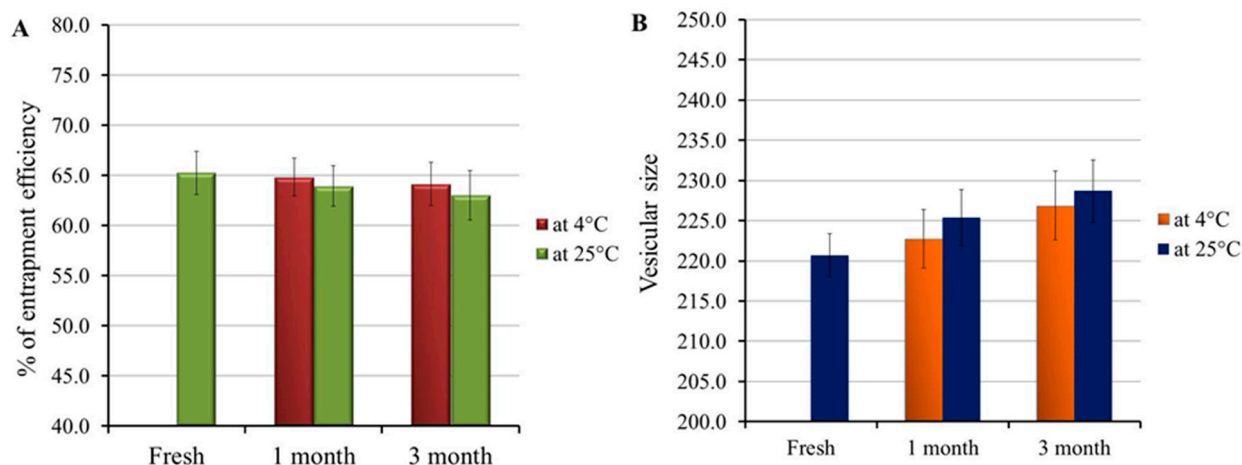 A
% of entrapment efficiency
80.0
75.0
70.0
65.0
60.0
55.0
50.0
45.0
40.0
Fresh
1 month
3 month
at 4°C
at 25°C
B
Vesicular size
250.0
245.0
240.0
235.0
230.0
225.0
220.0
215.0
210.0
205.0
200.0
Fresh
1 month
3 month
at 4°C
at 25°C